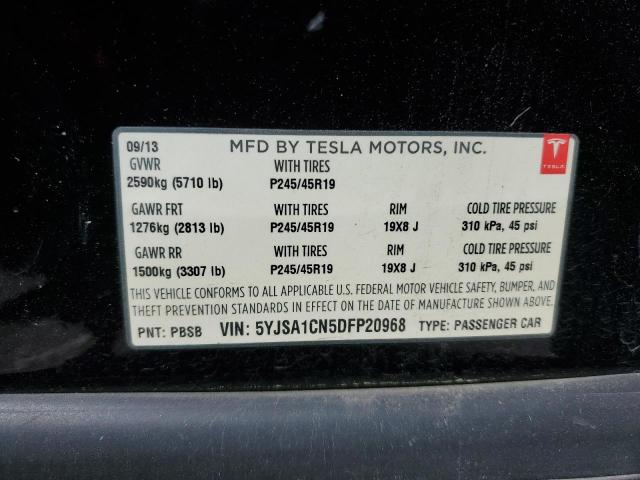 09/13 MFD BY TESLA MOTORS, INC.
TESLA
GVWR WITH TIRES
2590kg (5710 lb) P245/45R19
GAWR FRT WITH TIRES RIM COLD TIRE PRESSURE
1276kg (2813 lb) P245/45R19 19X8 J 310 kPa, 45 psi
GAWR RR WITH TIRES RIM COLD TIRE PRESSURE
1500kg (3307 lb) P245/45R19 19X8 J 310 kPa, 45 psi
THIS VEHICLE CONFORMS TO ALL APPLICABLE U.S. FEDERAL MOTOR VEHICLE SAFETY, BUMPER, AND
THEFT PREVENTION STANDARDS IN EFFECT ON THE DATE OF MANUFACTURE SHOWN ABOVE.
PNT: PBSB VIN: 5YJSA1CN5DFP20968 TYPE: PASSENGER CAR